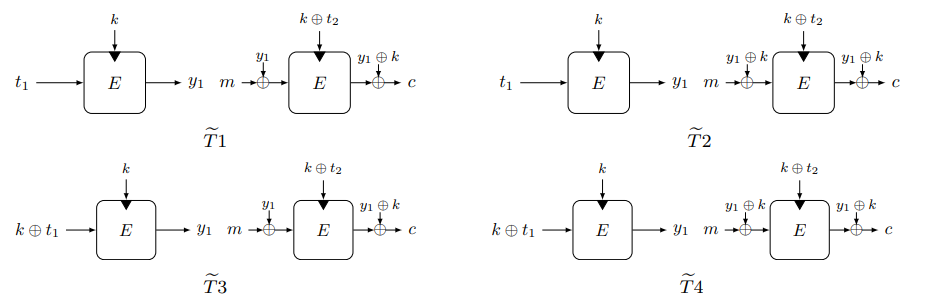 k k ⊕ t₂ k k ⊕ t₂
y₁ y₁ ⊕ k y₁ ⊕ k y₁ ⊕ k
t₁ E y₁ m E c t₁ E y₁ m E c
T̃1 T̃2
k k ⊕ t₂ k k ⊕ t₂
y₁ y₁ ⊕ k y₁ ⊕ k y₁ ⊕ k
k ⊕ t₁ E y₁ m E c k ⊕ t₁ E y₁ m E c
T̃3 T̃4